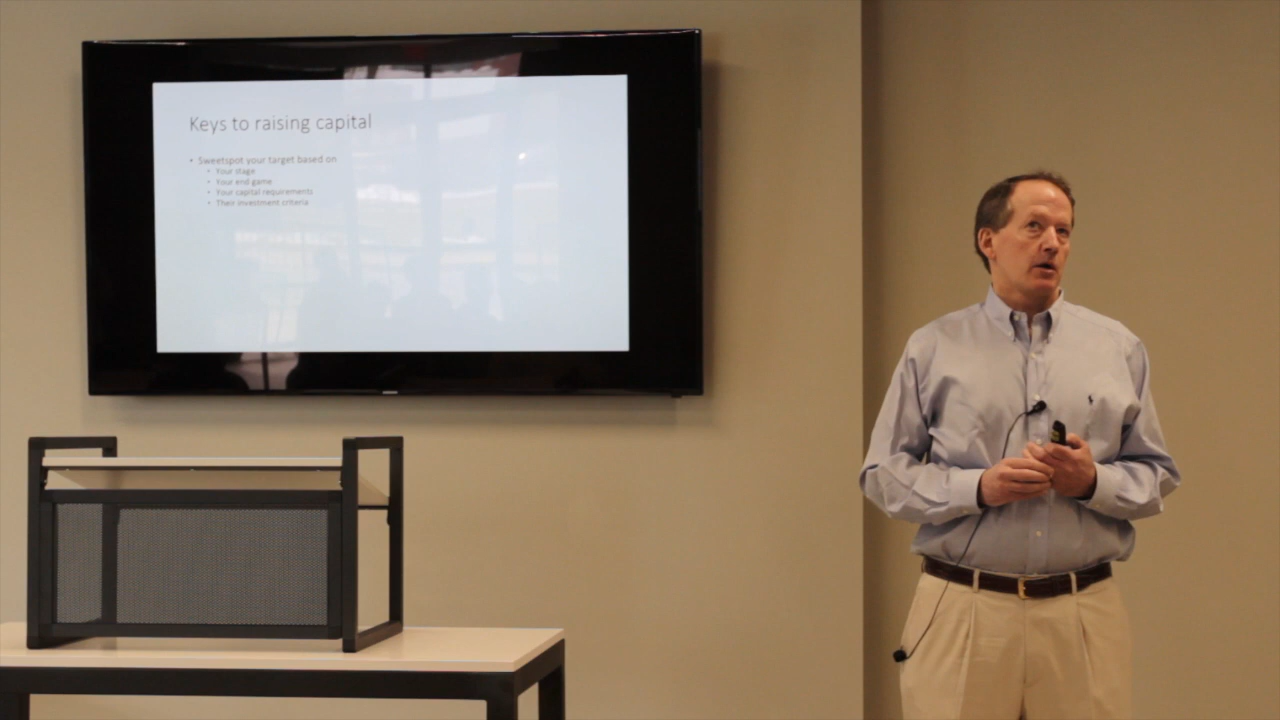 Keys to raising capital
• Sweetspot your target based on
• Your stage
• Your end game
• Your capital requirements
• Their investment criteria